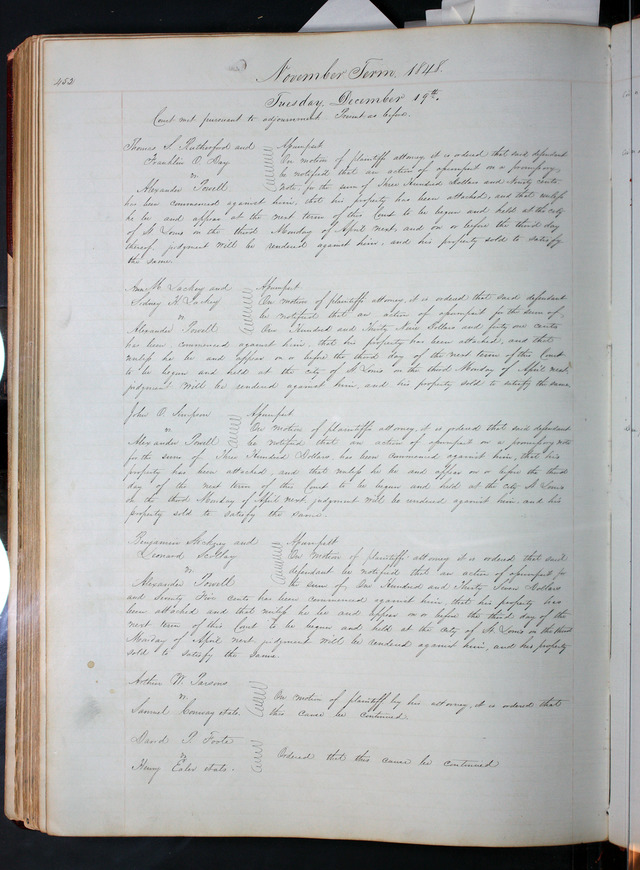 452
November Term, 1848.
Tuesday, December 19th.
Court met pursuant to adjournment Present as before.
Thomas S. Rutherford and
Franklin O. Day
vs
Alexander Powell
Assumpsit
On motion of plaintiffs attorney it is ordered that said defendant
be notified that an action of assumpsit on a promissory
note for the sum of Three Hundred Dollars and Ninety cents
has been commenced against him, that his property has been attached, and that unless
he be and appear at the next term of this Court to be begun and held at the city
of St Louis on the third Monday of April next, and on or before the third day
thereof, judgment will be rendered against him, and his property sold to satisfy
the same.
Lackey and
Sidney H Lackey
vs
Alexander Powell
Assumpsit
On motion of plaintiffs attorney, it is ordered that said defendant
be notified that an action of assumpsit for the sum of
One Hundred and Thirty Nine Dollars and fifty one cents
has been commenced against him, that his property has been attached, and that
unless he be and appear on or before the third day of the next term of this Court
to be begun and held at the city of St Louis on the third Monday of April next,
judgment will be rendered against him, and his property sold to satisfy the same
John O. Simpson
vs
Alexander Powell
Assumpsit
On motion of plaintiffs attorney, it is ordered that said defendant
be notified that an action of assumpsit on a promissory note
for the sum of Three Hundred Dollars, has been commenced against him, that his
property has been attached, and that unless he be and appear on or before the third
day of the next term of this Court to be begun and held at the city St Louis
on the third Monday of April next, judgment will be rendered against him, and his
property sold to satisfy the same.
Benjamin and
Leonard
vs
Alexander Powell
Assumpsit
On motion of plaintiffs attorney it is ordered that said
defendant be notified that an action of assumpsit for
the sum of One Hundred and Thirty Seven Dollars
and Seventy Five cents has been commenced against him, that his property has
been attached and that unless he be and appear on or before the third day of the
next term of this Court to be begun and held at the city of St Louis on the third
Monday of April next judgment will be rendered against him, and his property
sold to satisfy the same.
Arthur W. Parsons
vs
Samuel Conway et als.
On motion of plaintiff by his attorney, it is ordered that
this cause be continued.
David P. Foote
vs
Henry Esler et als.
Ordered that this cause be continued